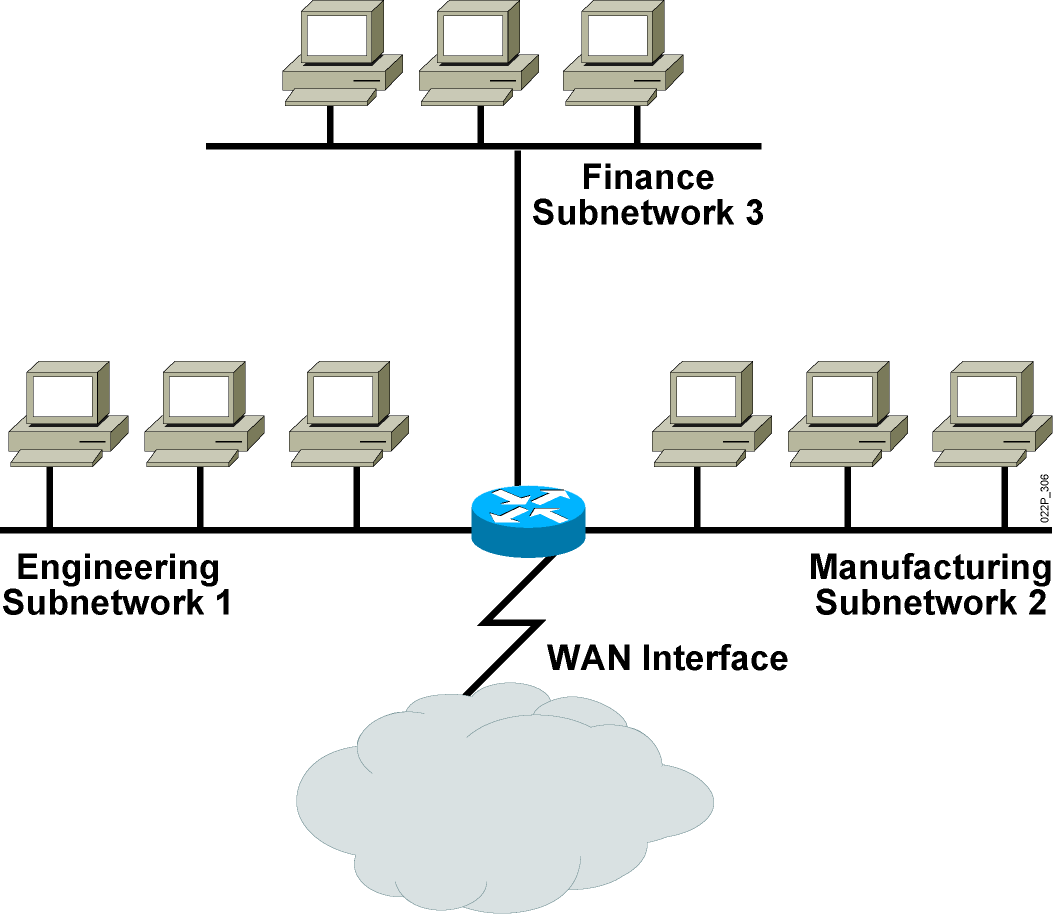 Finance
Subnetwork 3
022P_306
Engineering
Subnetwork 1
Manufacturing
Subnetwork 2
WAN Interface